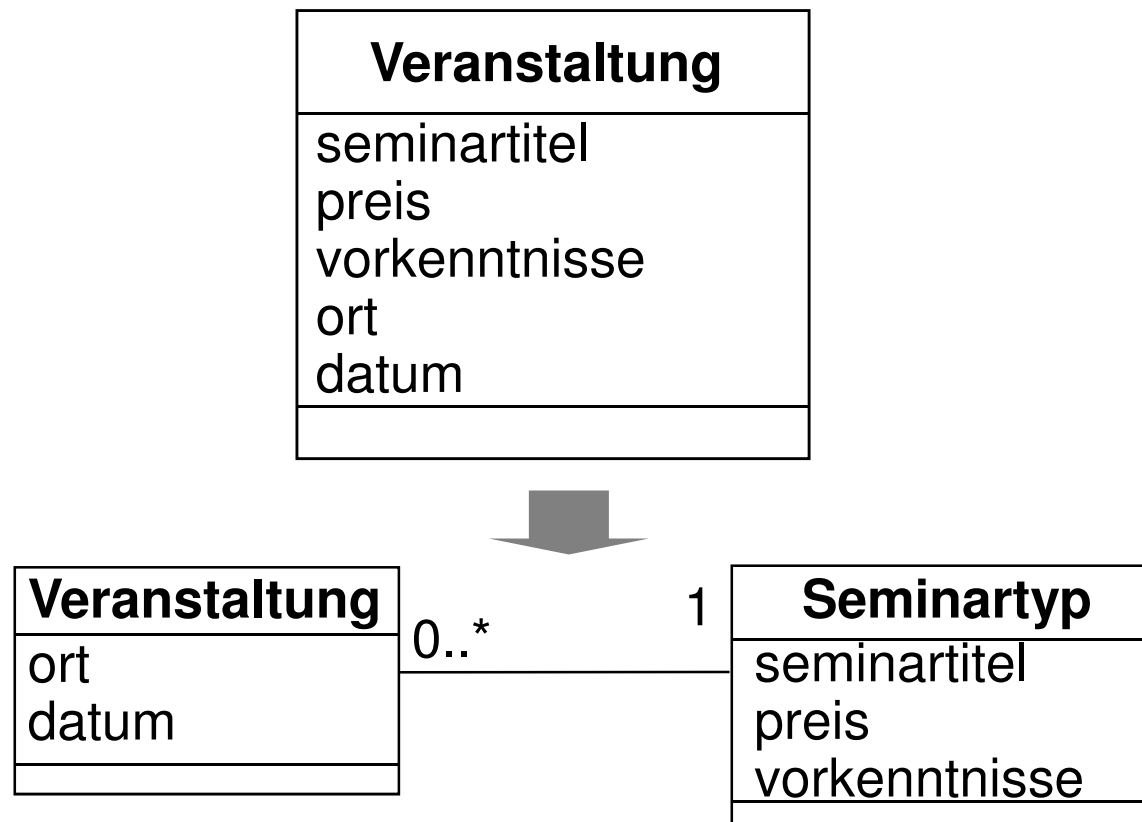 Veranstaltung
seminartitel
preis
vorkenntnisse
ort
datum
Veranstaltung
ort
datum
0..*
1
Seminartyp
seminartitel
preis
vorkenntnisse